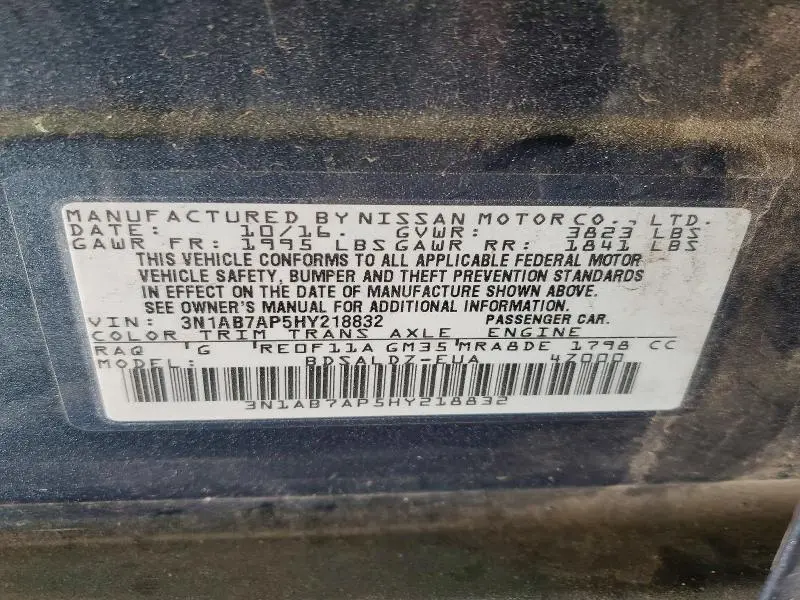 MANUFACTURED BY NISSAN MOTOR CO., LTD.
DATE: 10/16. GVWR: 3823 LBS
GAWR FR: 1995 LBS GAWR RR: 1841 LBS
THIS VEHICLE CONFORMS TO ALL APPLICABLE FEDERAL MOTOR
VEHICLE SAFETY, BUMPER AND THEFT PREVENTION STANDARDS
IN EFFECT ON THE DATE OF MANUFACTURE SHOWN ABOVE.
SEE OWNER'S MANUAL FOR ADDITIONAL INFORMATION.
VIN: 3N1AB7AP5HY218832 PASSENGER CAR.
COLOR TRIM TRANS AXLE ENGINE
RAQ 'G 'RE0F11A GM35 'MRA8DE 1798 CC
MODEL: BDSALDZ-EUA 47000
3N1AB7AP5HY218832